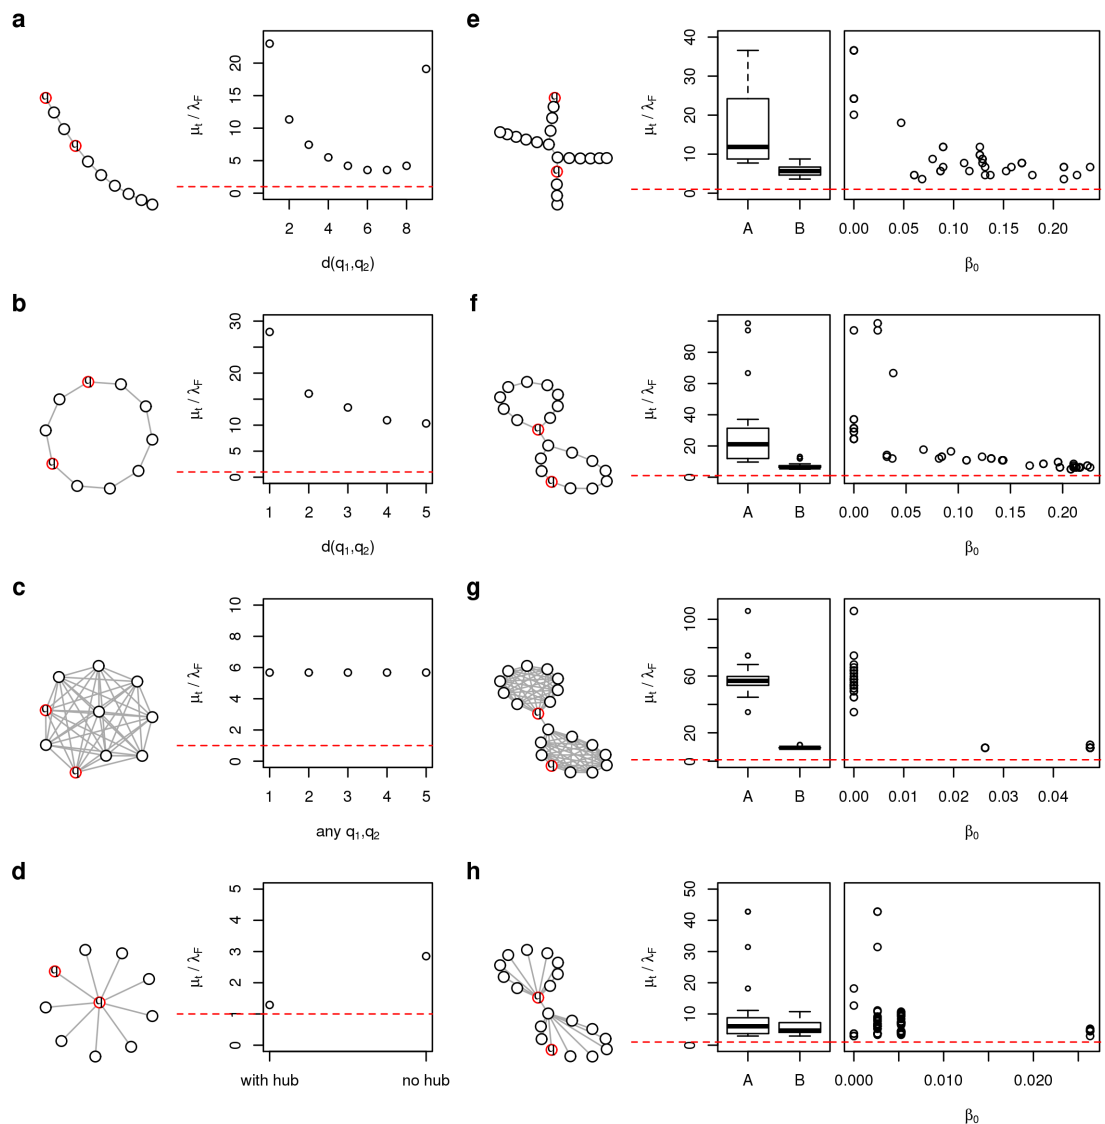 a
q
q
μt / λF
0 5 10 15 20
2 4 6 8
d(q1,q2)
e
q
q
μt / λF
0 10 20 30 40
A B
0.00 0.05 0.10 0.15 0.20
β0
b
q
q
μt / λF
0 5 10 20 30
1 2 3 4 5
d(q1,q2)
f
q
q
μt / λF
0 20 40 60 80
A B
0.00 0.05 0.10 0.15 0.20
β0
c
q
q
μt / λF
0 2 4 6 8 10
1 2 3 4 5
any q1,q2
g
q
q
μt / λF
0 20 60 100
A B
0.00 0.01 0.02 0.03 0.04
β0
d
q
q
μt / λF
0 1 2 3 4 5
with hub no hub
h
q
q
μt / λF
0 10 20 30 40 50
A B
0.000 0.010 0.020
β0